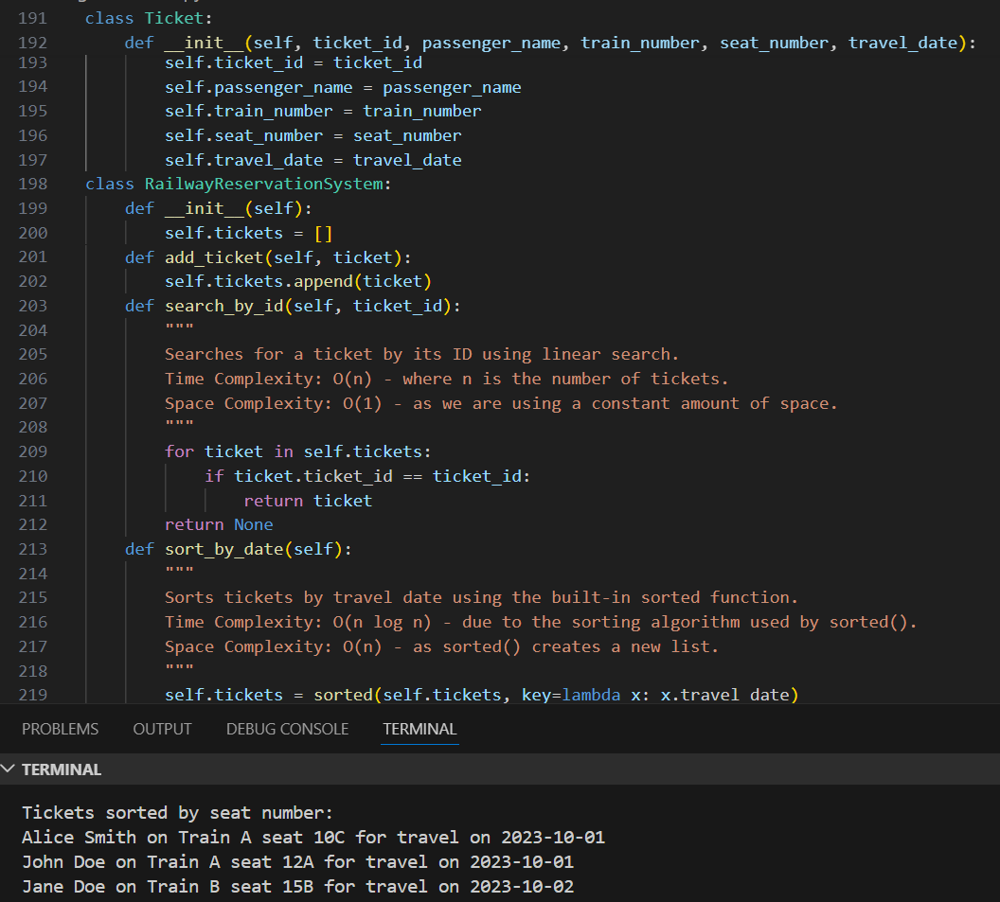 191 class Ticket:
192     def __init__(self, ticket_id, passenger_name, train_number, seat_number, travel_date):
193         self.ticket_id = ticket_id
194         self.passenger_name = passenger_name
195         self.train_number = train_number
196         self.seat_number = seat_number
197         self.travel_date = travel_date
198 class RailwayReservationSystem:
199     def __init__(self):
200         self.tickets = []
201     def add_ticket(self, ticket):
202         self.tickets.append(ticket)
203     def search_by_id(self, ticket_id):
204         """
205         Searches for a ticket by its ID using linear search.
206         Time Complexity: O(n) - where n is the number of tickets.
207         Space Complexity: O(1) - as we are using a constant amount of space.
208         """
209         for ticket in self.tickets:
210             if ticket.ticket_id == ticket_id:
211                 return ticket
212         return None
213     def sort_by_date(self):
214         """
215         Sorts tickets by travel date using the built-in sorted function.
216         Time Complexity: O(n log n) - due to the sorting algorithm used by sorted().
217         Space Complexity: O(n) - as sorted() creates a new list.
218         """
219         self.tickets = sorted(self.tickets, key=lambda x: x.travel_date)
PROBLEMS OUTPUT DEBUG CONSOLE TERMINAL
TERMINAL
Tickets sorted by seat number:
Alice Smith on Train A seat 10C for travel on 2023-10-01
John Doe on Train A seat 12A for travel on 2023-10-01
Jane Doe on Train B seat 15B for travel on 2023-10-02